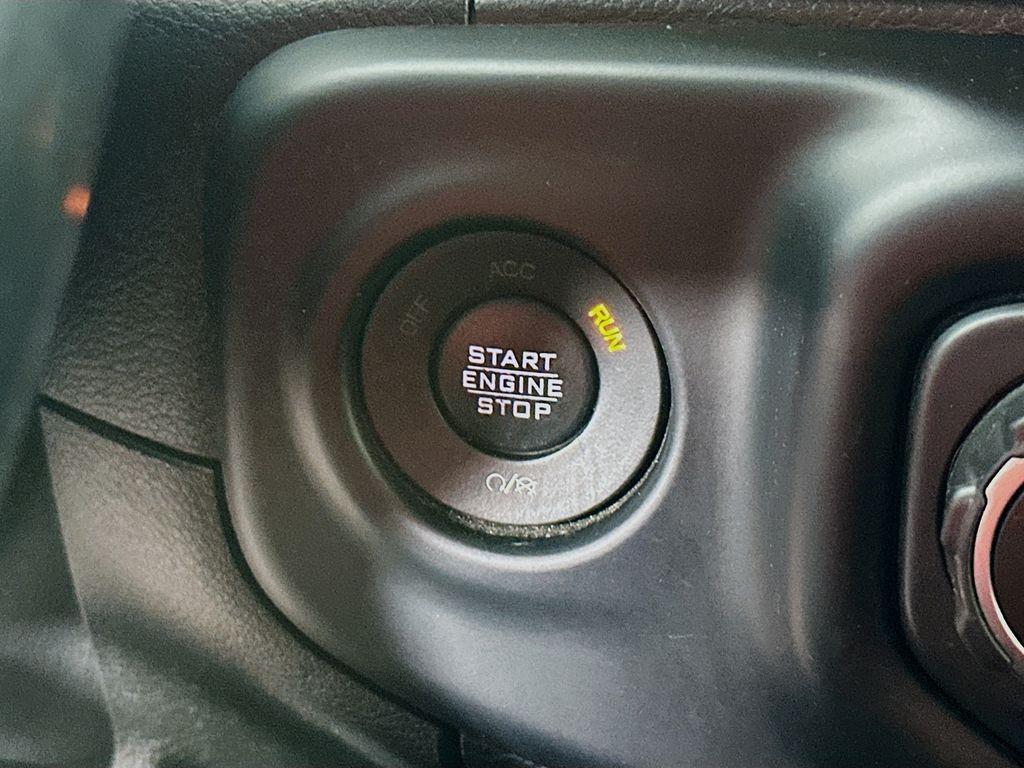 ACC
OFF
RUN
START
ENGINE
STOP